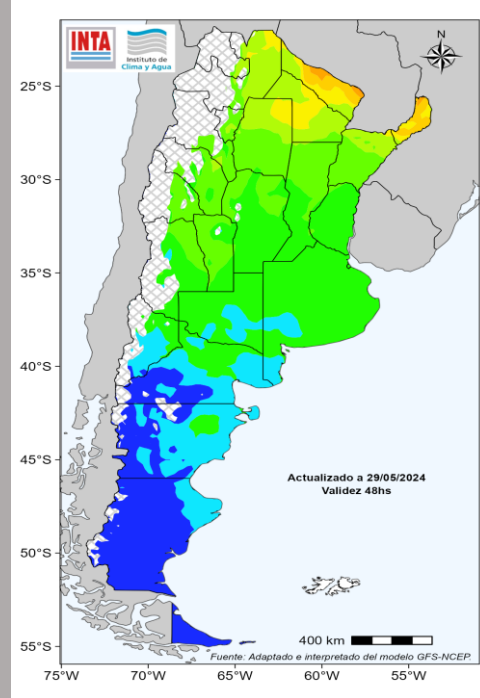 INTA
Instituto de
Clima y Agua
N
25°S
30°S
35°S
40°S
45°S
50°S
55°S
Actualizado a 29/05/2024
Validez 48hs
400 km
Fuente: Adaptado e interpretado del modelo GFS-NCEP.
75°W
70°W
65°W
60°W
55°W